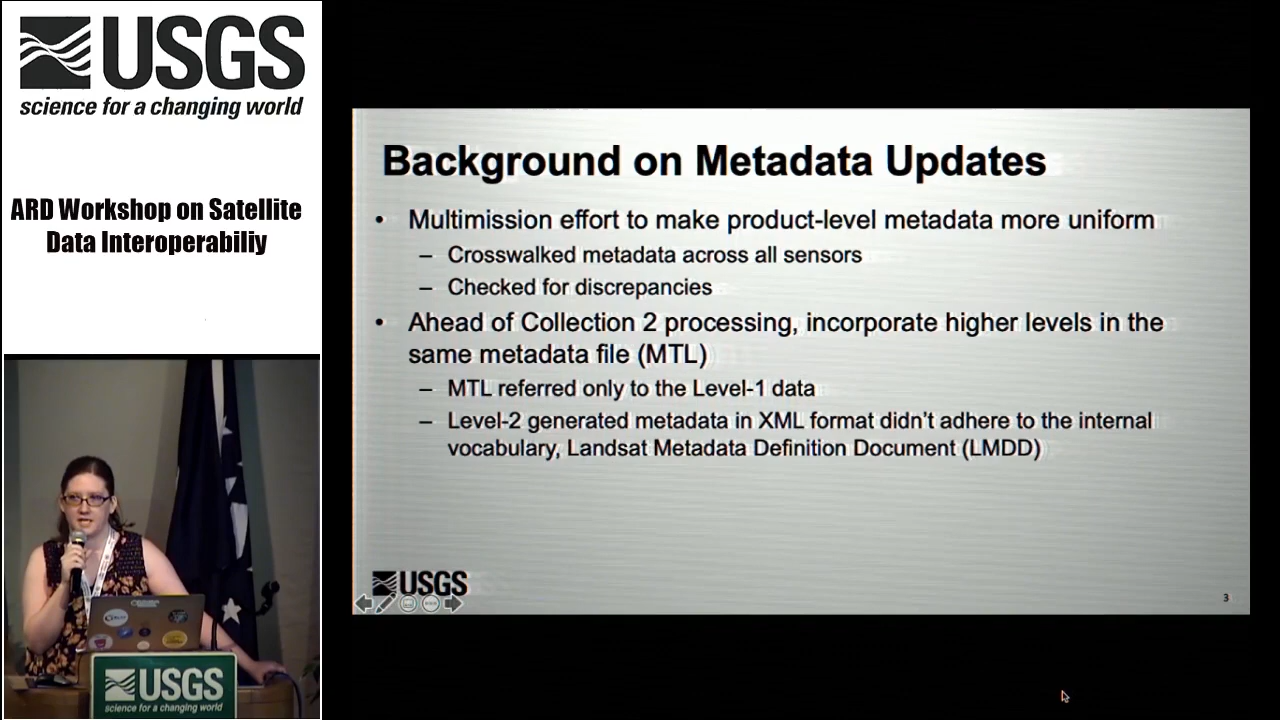 USGS
science for a changing world
ARD Workshop on Satellite
Data Interoperabiliy
Background on Metadata Updates
• Multimission effort to make product-level metadata more uniform
– Crosswalked metadata across all sensors
– Checked for discrepancies
• Ahead of Collection 2 processing, incorporate higher levels in the
same metadata file (MTL)
– MTL referred only to the Level-1 data
– Level-2 generated metadata in XML format didn't adhere to the internal
vocabulary, Landsat Metadata Definition Document (LMDD)
USGS
3
USGS
science for a changing world